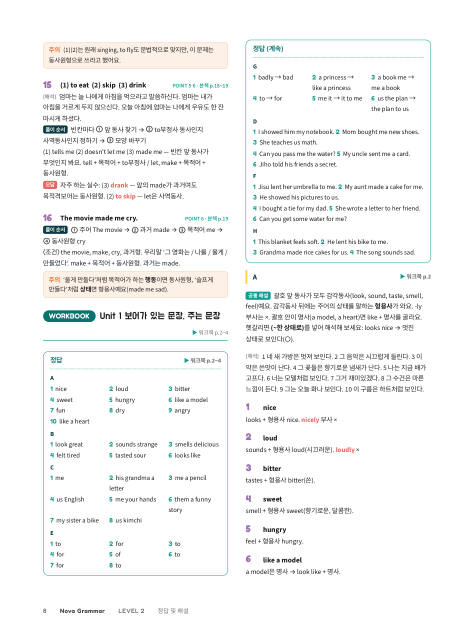 주의 (1)(2)는 원래 singing, to fly도 문법적으로 맞지만, 이 문제는
동사원형으로 쓰라고 했어요.
15 (1) to eat (2) skip (3) drink POINT 5·6 · 본책 p.18~19
[해석] 엄마는 늘 나에게 아침을 먹으라고 말씀하신다. 엄마는 내가
아침을 거르게 두지 않으신다. 오늘 아침에 엄마는 나에게 우유도 한 잔
마시게 하셨다.
풀이 순서 빈칸마다 ① 앞 동사 찾기 → ② to부정사 동사인지
사역동사인지 정하기 → ③ 모양 바꾸기
(1) tells me (2) doesn't let me (3) made me — 빈칸 앞 동사가
무엇인지 봐요. tell + 목적어 + to부정사 / let, make + 목적어 +
동사원형.
오답 자주 하는 실수: (3) drank — 앞의 made가 과거여도
목적격보어는 동사원형. (2) to skip — let은 사역동사.
16 The movie made me cry. POINT 6 · 본책 p.19
풀이 순서 ① 주어 The movie → ② 과거 made → ③ 목적어 me →
④ 동사원형 cry
(조건) the movie, make, cry, 과거형. 우리말 '그 영화는 / 나를 / 울게 /
만들었다'. make + 목적어 + 동사원형. 과거는 made.
주의 '울게 만들다'처럼 목적어가 하는 행동이면 동사원형, '슬프게
만들다'처럼 상태면 형용사예요(made me sad).
WORKBOOK Unit 1 보어가 있는 문장, 주는 문장
▶ 워크북 p.2~4
정답 ▶ 워크북 p.2~4
A
1 nice 2 loud 3 bitter
4 sweet 5 hungry 6 like a model
7 fun 8 dry 9 angry
10 like a heart
B
1 look great 2 sounds strange 3 smells delicious
4 felt tired 5 tasted sour 6 looks like
C
1 me 2 his grandma a letter 3 me a pencil
4 us English 5 me your hands 6 them a funny story
7 my sister a bike 8 us kimchi
E
1 to 2 for 3 to
4 for 5 of 6 to
7 for 8 to
정답 (계속)
G
1 badly → bad 2 a princess → like a princess 3 a book me → me a book
4 to → for 5 me it → it to me 6 us the plan → the plan to us
D
1 I showed him my notebook. 2 Mom bought me new shoes.
3 She teaches us math.
4 Can you pass me the water? 5 My uncle sent me a card.
6 Jiho told his friends a secret.
F
1 Jisu lent her umbrella to me. 2 My aunt made a cake for me.
3 He showed his pictures to us.
4 I bought a tie for my dad. 5 She wrote a letter to her friend.
6 Can you get some water for me?
H
1 This blanket feels soft. 2 He lent his bike to me.
3 Grandma made rice cakes for us. 4 The song sounds sad.
A ▶ 워크북 p.2
공통 해설 괄호 앞 동사가 모두 감각동사(look, sound, taste, smell,
feel)예요. 감각동사 뒤에는 주어의 상태를 말하는 형용사가 와요. -ly
부사는 ×. 괄호 안이 명사(a model, a heart)면 like + 명사를 골라요.
헷갈리면 (~한 상태로)를 넣어 해석해 보세요: looks nice → 멋진
상태로 보인다(○).
[해석] 1 네 새 가방은 멋져 보인다. 2 그 음악은 시끄럽게 들린다. 3 이
약은 쓴맛이 난다. 4 그 꽃들은 향기로운 냄새가 난다. 5 나는 지금 배가
고프다. 6 너는 모델처럼 보인다. 7 그거 재미있겠다. 8 그 수건은 마른
느낌이 든다. 9 그는 오늘 화나 보인다. 10 이 구름은 하트처럼 보인다.
1 nice
looks + 형용사 nice. nicely 부사 ×
2 loud
sounds + 형용사 loud(시끄러운). loudly ×
3 bitter
tastes + 형용사 bitter(쓴).
4 sweet
smell + 형용사 sweet(향기로운, 달콤한).
5 hungry
feel + 형용사 hungry.
6 like a model
a model은 명사 → look like + 명사.
8 Nova Grammar LEVEL 2 정답 및 해설